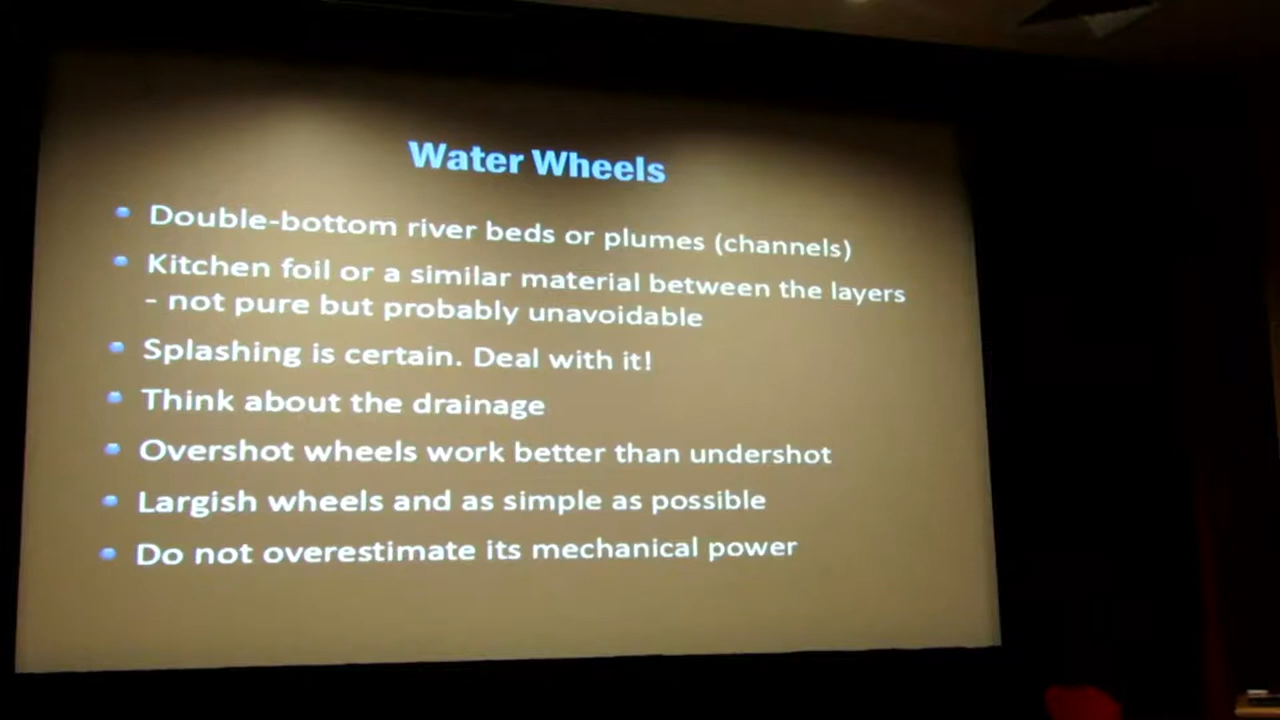 Water Wheels
• Double-bottom river beds or plumes (channels)
• Kitchen foil or a similar material between the layers
- not pure but probably unavoidable
• Splashing is certain. Deal with it!
• Think about the drainage
• Overshot wheels work better than undershot
• Largish wheels and as simple as possible
• Do not overestimate its mechanical power